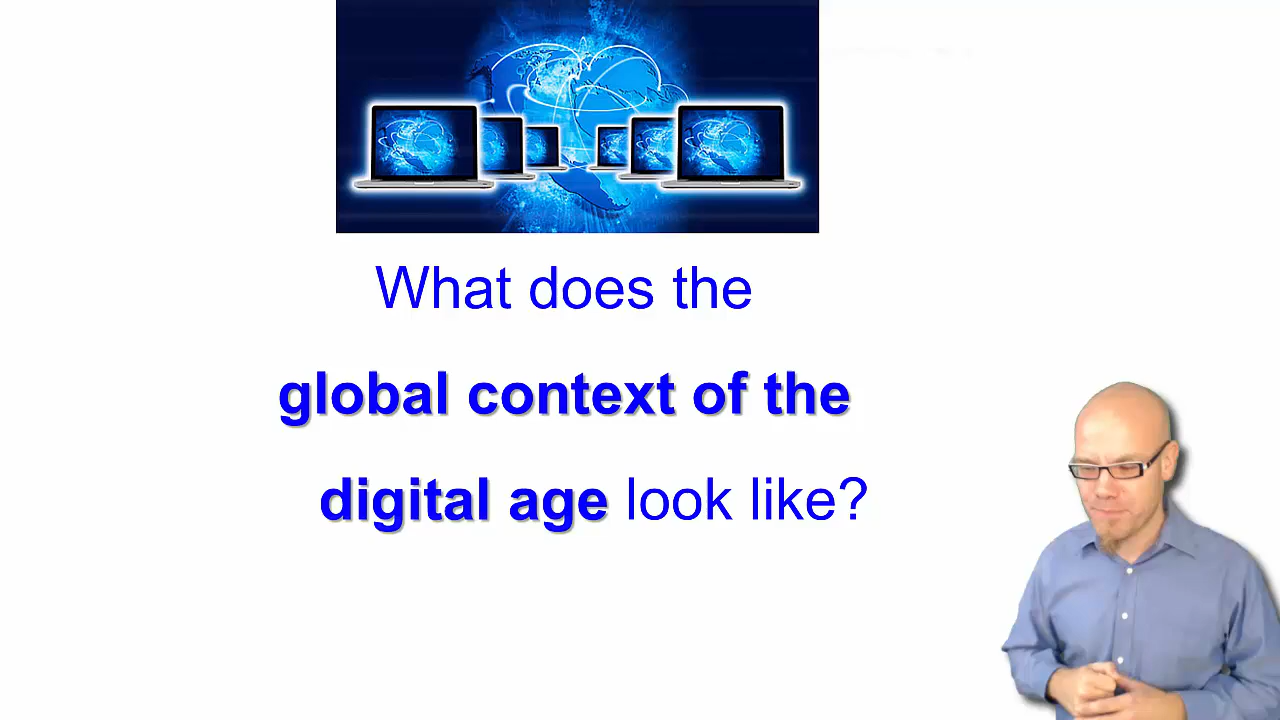 What does the
global context of the
digital age look like?